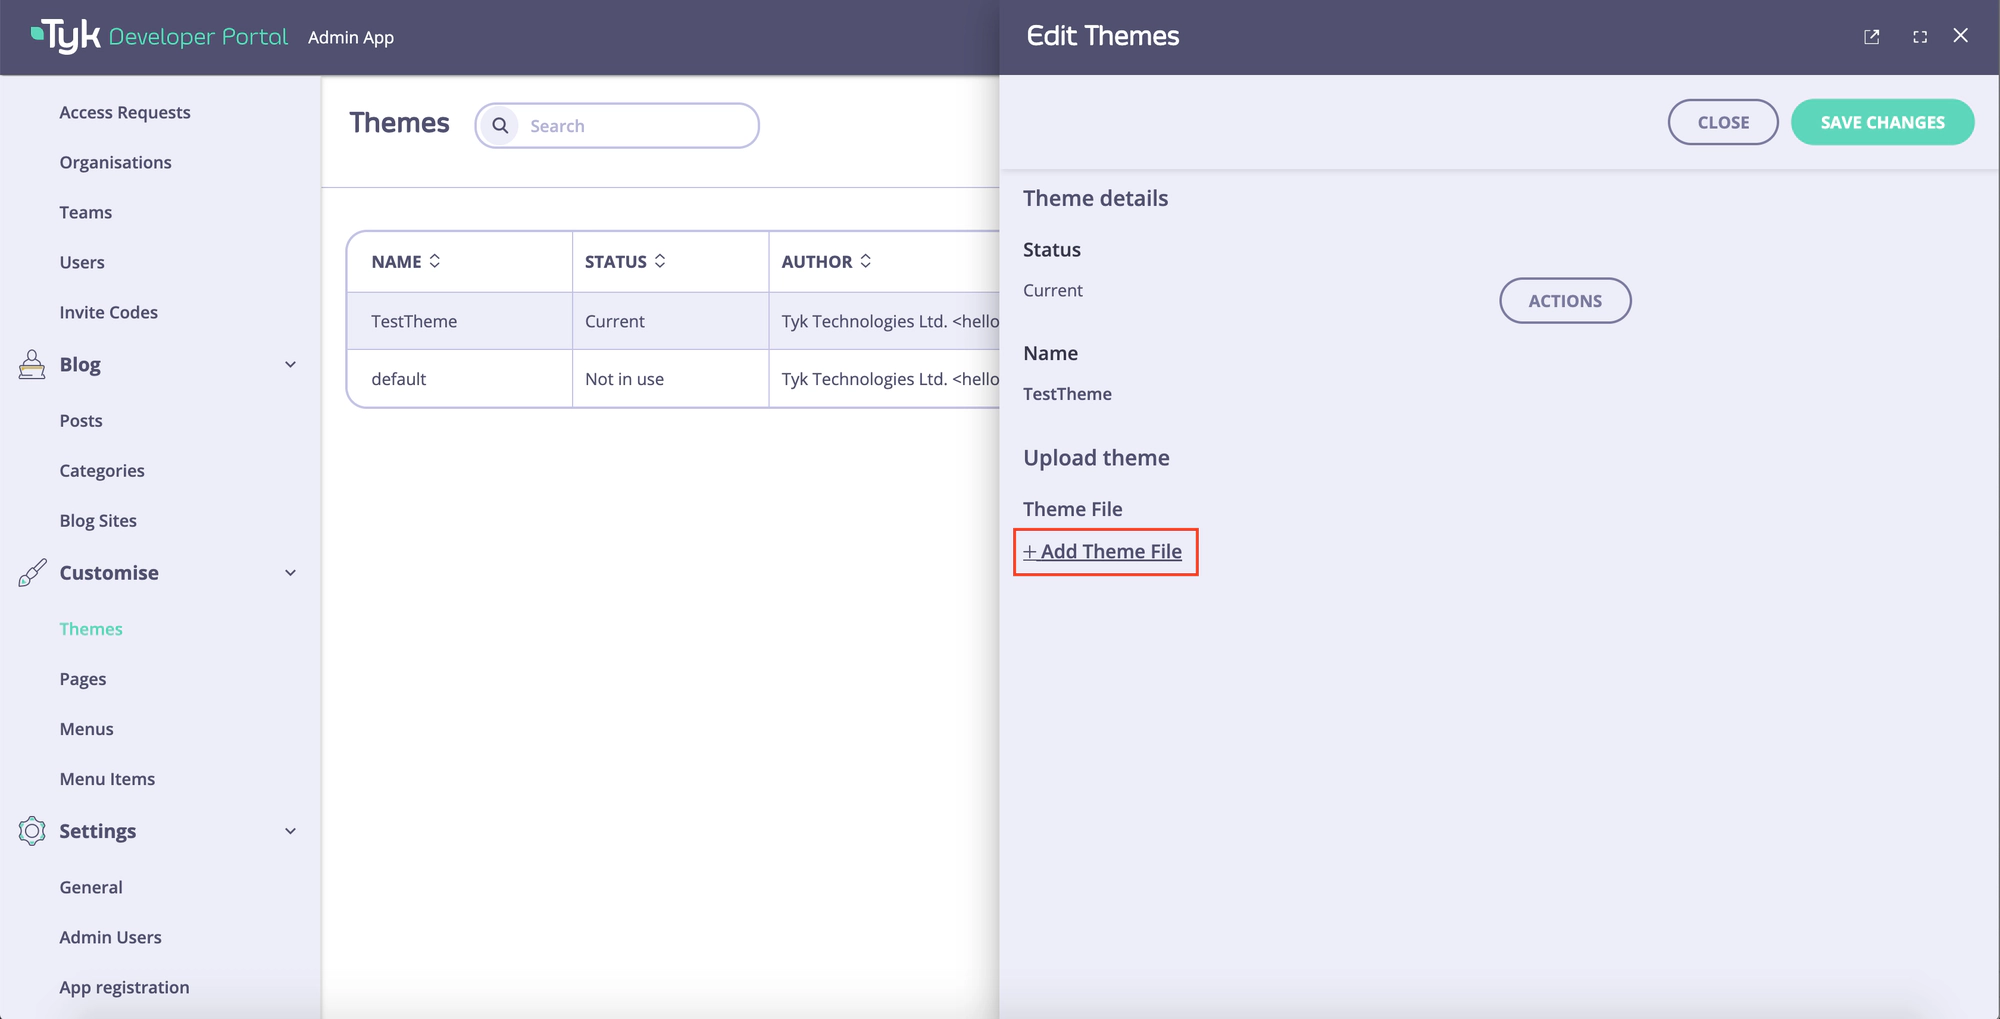 Tyk Developer Portal Admin App
Access Requests
Organisations
Teams
Users
Invite Codes
Blog
Posts
Categories
Blog Sites
Customise
Themes
Pages
Menus
Menu Items
Settings
General
Admin Users
App registration
Themes
Search
NAME STATUS AUTHOR
TestTheme Current Tyk Technologies Ltd. <hello
default Not in use Tyk Technologies Ltd. <hello
Edit Themes
CLOSE SAVE CHANGES
Theme details
Status
Current
ACTIONS
Name
TestTheme
Upload theme
Theme File
+ Add Theme File